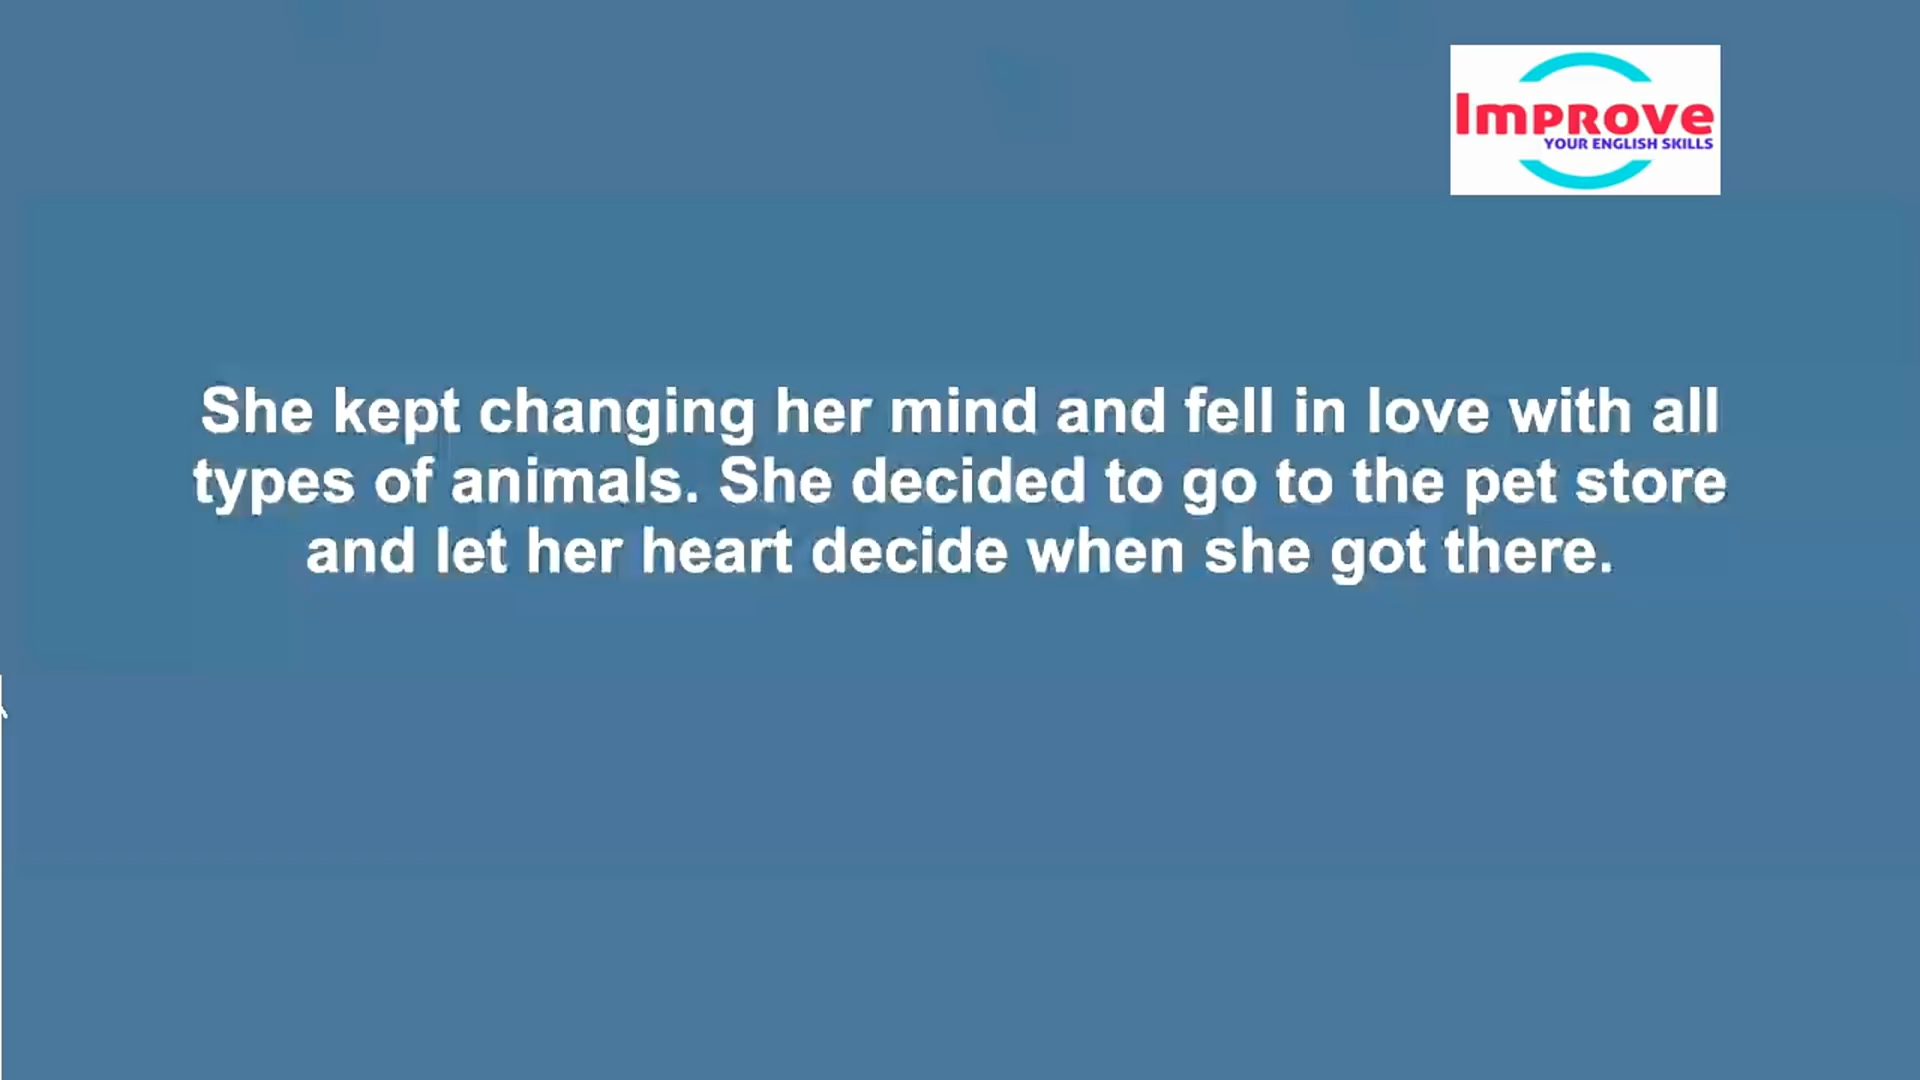 Improve
YOUR ENGLISH SKILLS
She kept changing her mind and fell in love with all
types of animals. She decided to go to the pet store
and let her heart decide when she got there.